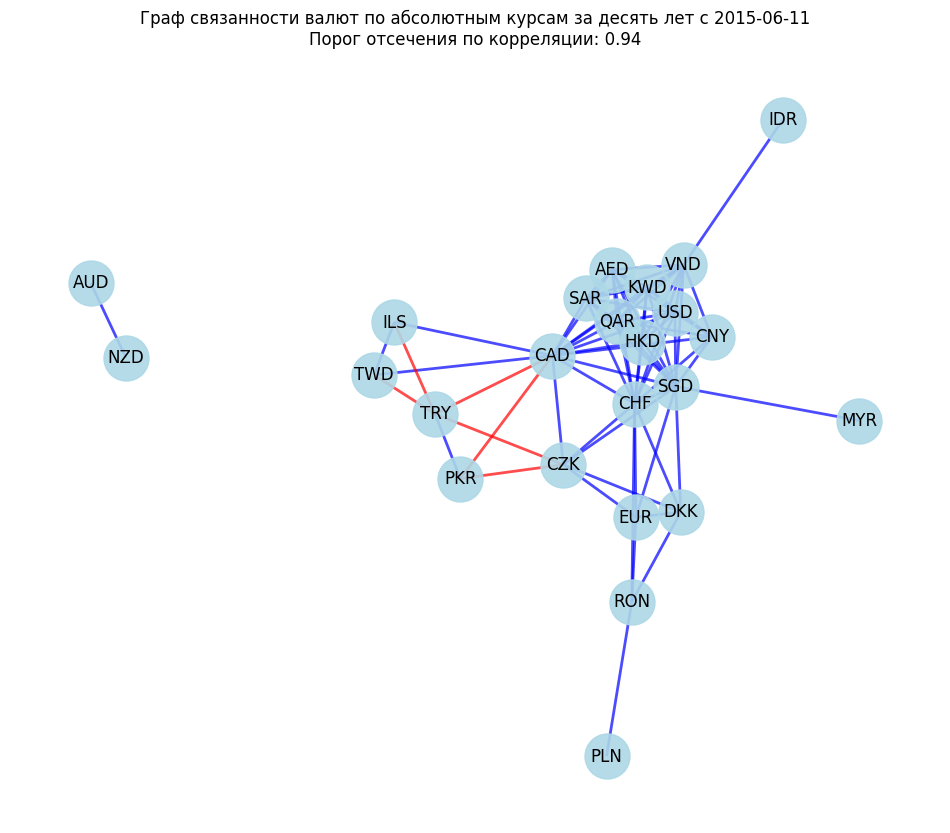 Граф связанности валют по абсолютным курсам за десять лет с 2015-06-11
Порог отсечения по корреляции: 0.94
IDR
AED
VND
KWD
AUD
SAR
USD
ILS
QAR
CNY
HKD
NZD
CAD
TWD
SGD
CHF
TRY
MYR
CZK
PKR
EUR
DKK
RON
PLN